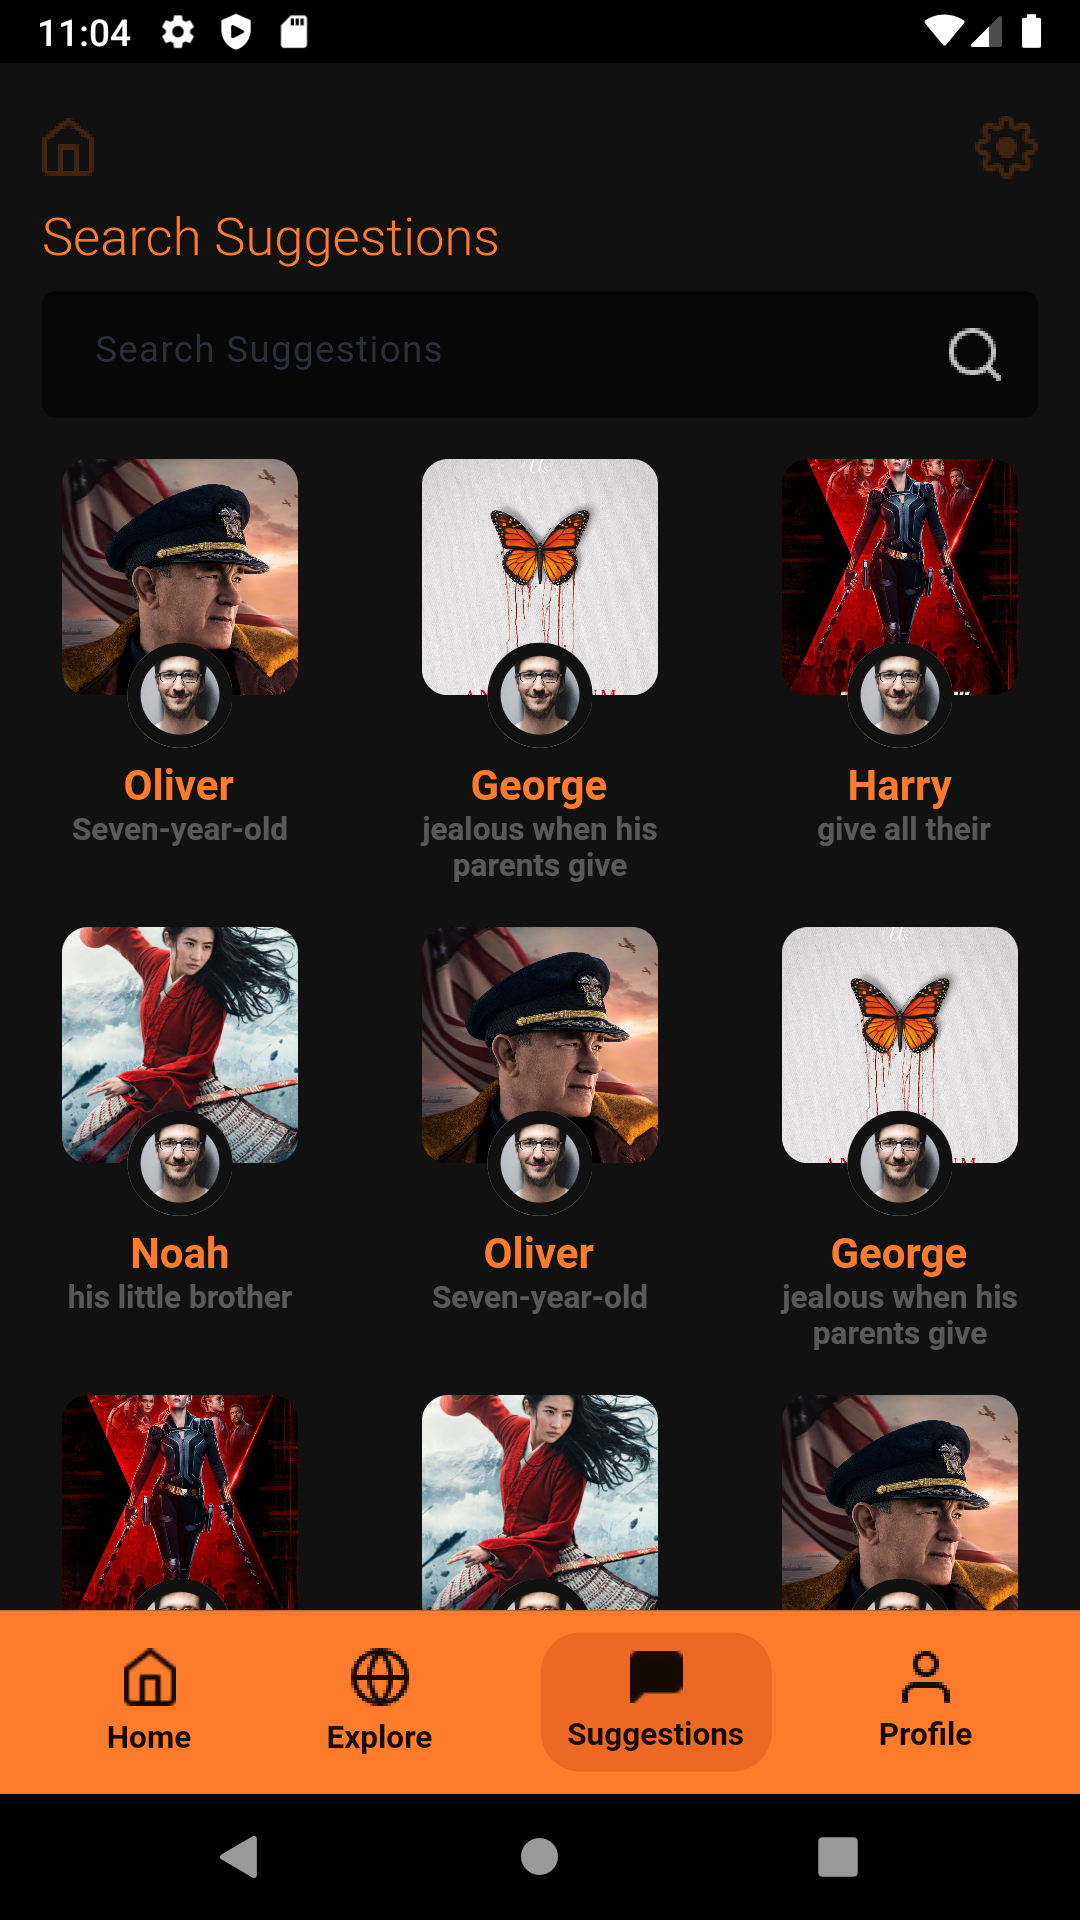 11:04
Search Suggestions
Search Suggestions
Us
Oliver
George
Harry
Seven-year-old
jealous when his
parents give
give all their
Us
Noah
Oliver
George
his little brother
Seven-year-old
jealous when his
parents give
Home
Explore
Suggestions
Profile